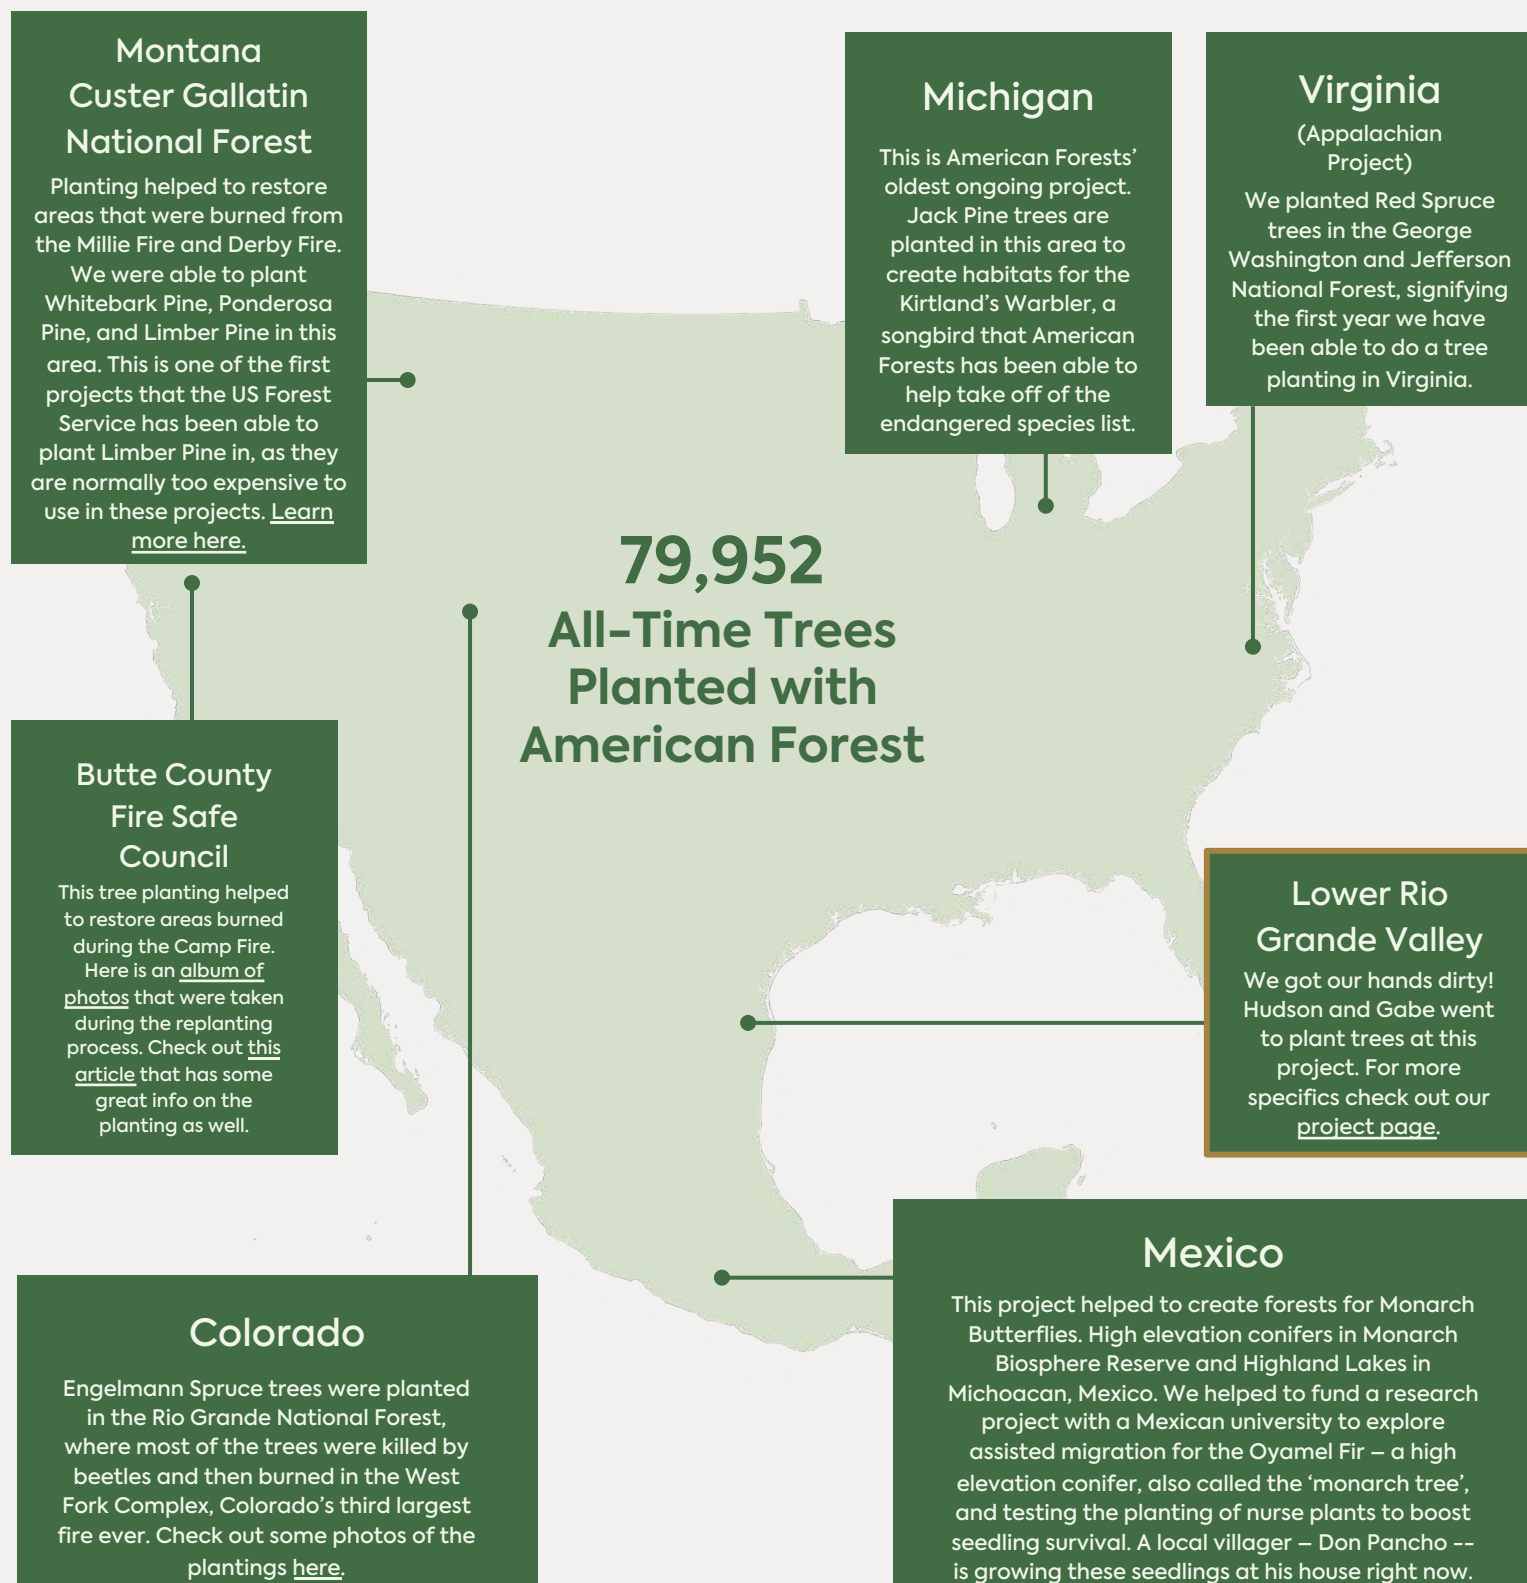 Montana
Custer Gallatin
National Forest
Planting helped to restore
areas that were burned from
the Millie Fire and Derby Fire.
We were able to plant
Whitebark Pine, Ponderosa
Pine, and Limber Pine in this
area. This is one of the first
projects that the US Forest
Service has been able to
plant Limber Pine in, as they
are normally too expensive to
use in these projects. Learn
more here.
Michigan
This is American Forests’
oldest ongoing project.
Jack Pine trees are
planted in this area to
create habitats for the
Kirtland’s Warbler, a
songbird that American
Forests has been able to
help take off of the
endangered species list.
Virginia
(Appalachian
Project)
We planted Red Spruce
trees in the George
Washington and Jefferson
National Forest, signifying
the first year we have
been able to do a tree
planting in Virginia.
79,952
All-Time Trees
Planted with
American Forest
Butte County
Fire Safe
Council
This tree planting helped
to restore areas burned
during the Camp Fire.
Here is an album of
photos that were taken
during the replanting
process. Check out this
article that has some
great info on the
planting as well.
Lower Rio
Grande Valley
We got our hands dirty!
Hudson and Gabe went
to plant trees at this
project. For more
specifics check out our
project page.
Colorado
Engelmann Spruce trees were planted
in the Rio Grande National Forest,
where most of the trees were killed by
beetles and then burned in the West
Fork Complex, Colorado’s third largest
fire ever. Check out some photos of the
plantings here.
Mexico
This project helped to create forests for Monarch
Butterflies. High elevation conifers in Monarch
Biosphere Reserve and Highland Lakes in
Michoacan, Mexico. We helped to fund a research
project with a Mexican university to explore
assisted migration for the Oyamel Fir – a high
elevation conifer, also called the ‘monarch tree’,
and testing the planting of nurse plants to boost
seedling survival. A local villager – Don Pancho --
is growing these seedlings at his house right now.